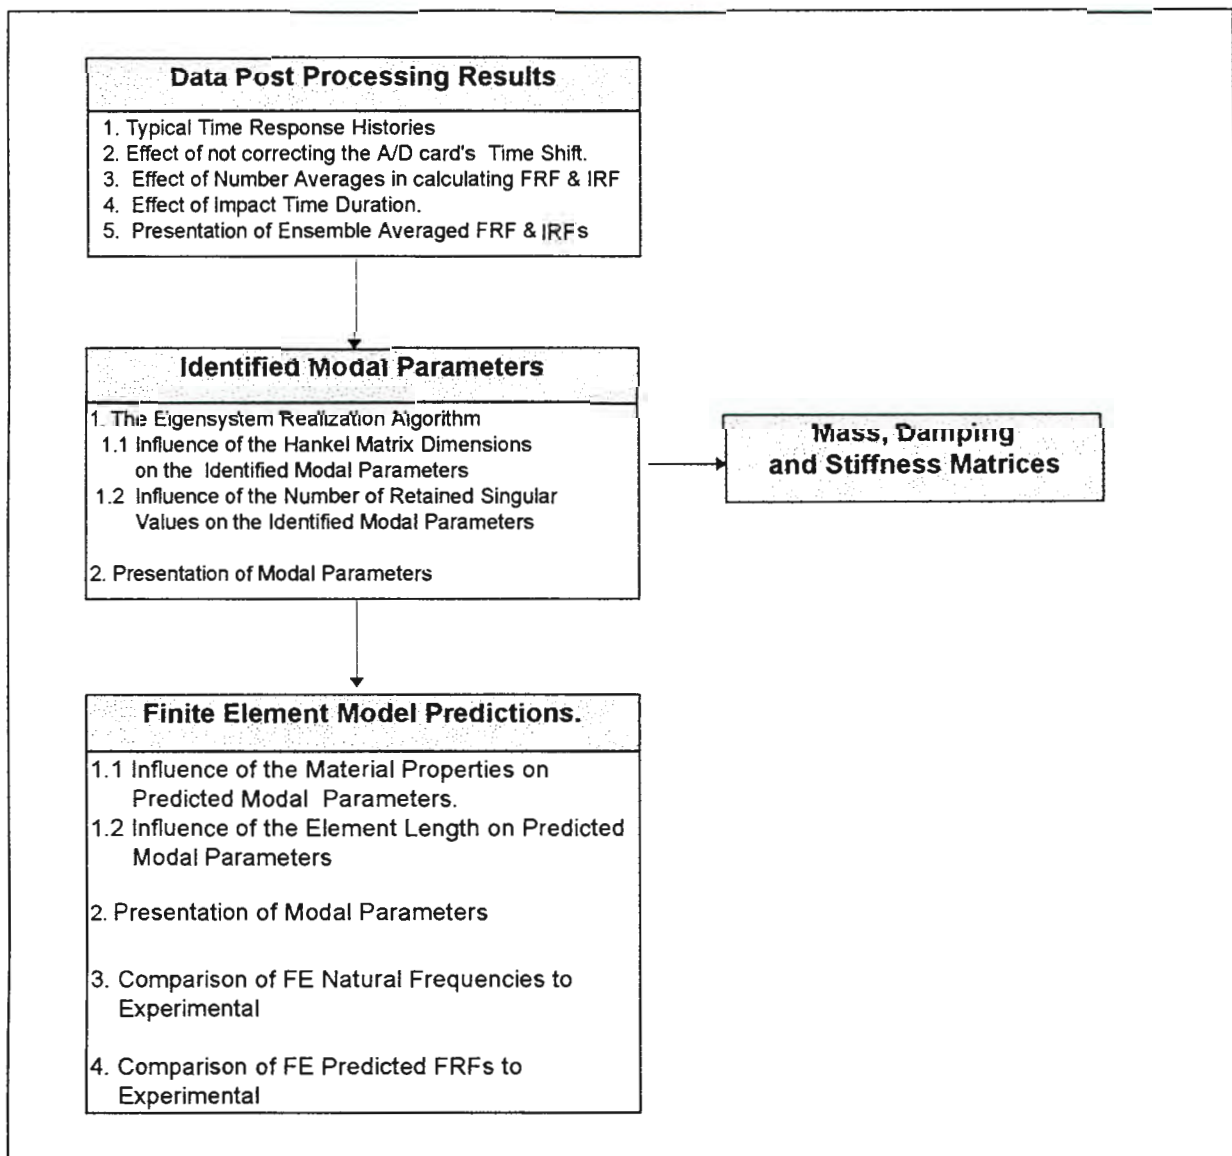 Data Post Processing Results
1. Typical Time Response Histories
2. Effect of not correcting the A/D card's Time Shift.
3. Effect of Number Averages in calculating FRF & IRF
4. Effect of Impact Time Duration.
5. Presentation of Ensemble Averaged FRF & IRFs
Identified Modal Parameters
1. The Eigensystem Realization Algorithm
1.1 Influence of the Hankel Matrix Dimensions
on the Identified Modal Parameters
1.2 Influence of the Number of Retained Singular
Values on the Identified Modal Parameters
2. Presentation of Modal Parameters
Mass, Damping
and Stiffness Matrices
Finite Element Model Predictions.
1.1 Influence of the Material Properties on
Predicted Modal Parameters.
1.2 Influence of the Element Length on Predicted
Modal Parameters
2. Presentation of Modal Parameters
3. Comparison of FE Natural Frequencies to
Experimental
4. Comparison of FE Predicted FRFs to
Experimental